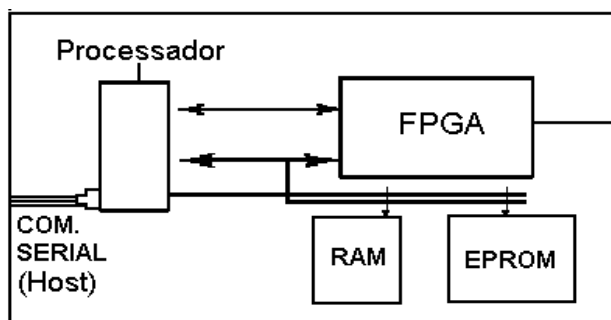 Processador
FPGA
COM.
SERIAL
(Host)
RAM
EPROM